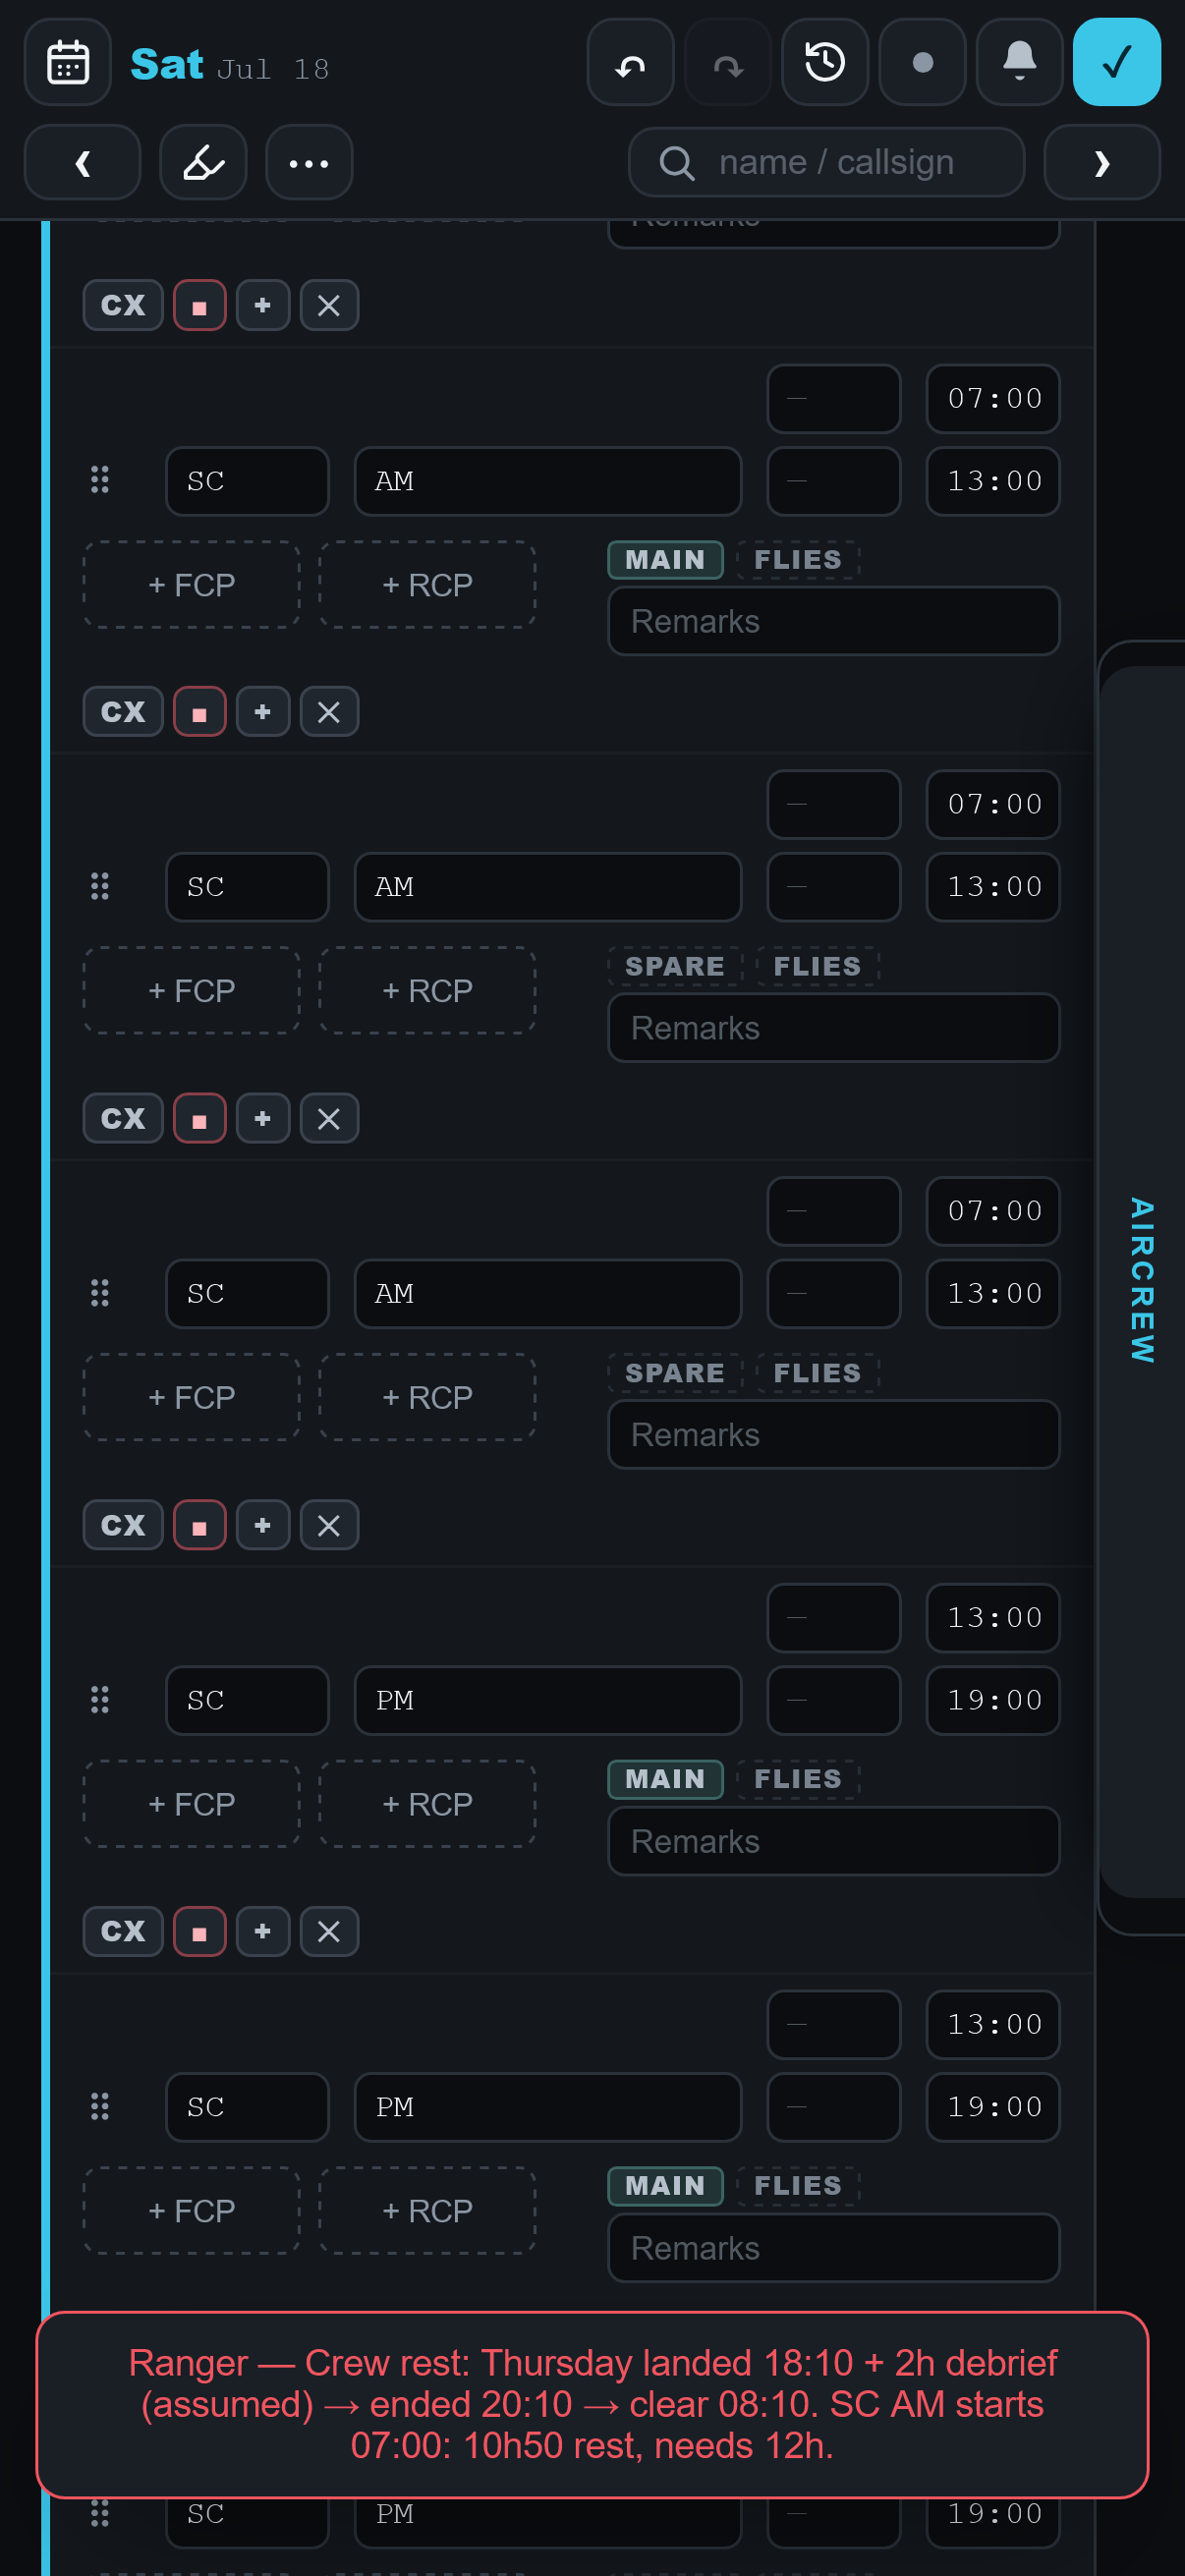 Sat Jul 18
name / callsign
Remarks
CX
— 07:00
SC AM — 13:00
+ FCP + RCP MAIN FLIES
Remarks
CX
— 07:00
SC AM — 13:00
+ FCP + RCP SPARE FLIES
Remarks
CX
— 07:00
SC AM — 13:00
+ FCP + RCP SPARE FLIES
Remarks
CX
AIRCREW
— 13:00
SC PM — 19:00
+ FCP + RCP MAIN FLIES
Remarks
CX
— 13:00
SC PM — 19:00
+ FCP + RCP MAIN FLIES
Remarks
Ranger — Crew rest: Thursday landed 18:10 + 2h debrief
(assumed) → ended 20:10 → clear 08:10. SC AM starts
07:00: 10h50 rest, needs 12h.
SC PM — 19:00